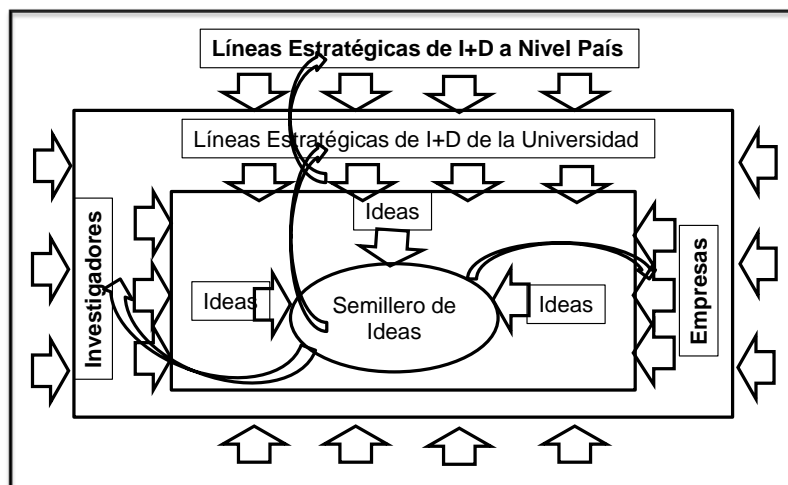 Líneas Estratégicas de I+D a Nivel País
Líneas Estratégicas de I+D de la Universidad
Ideas
Investigadores
Ideas
Semillero de
Ideas
Ideas
Empresas